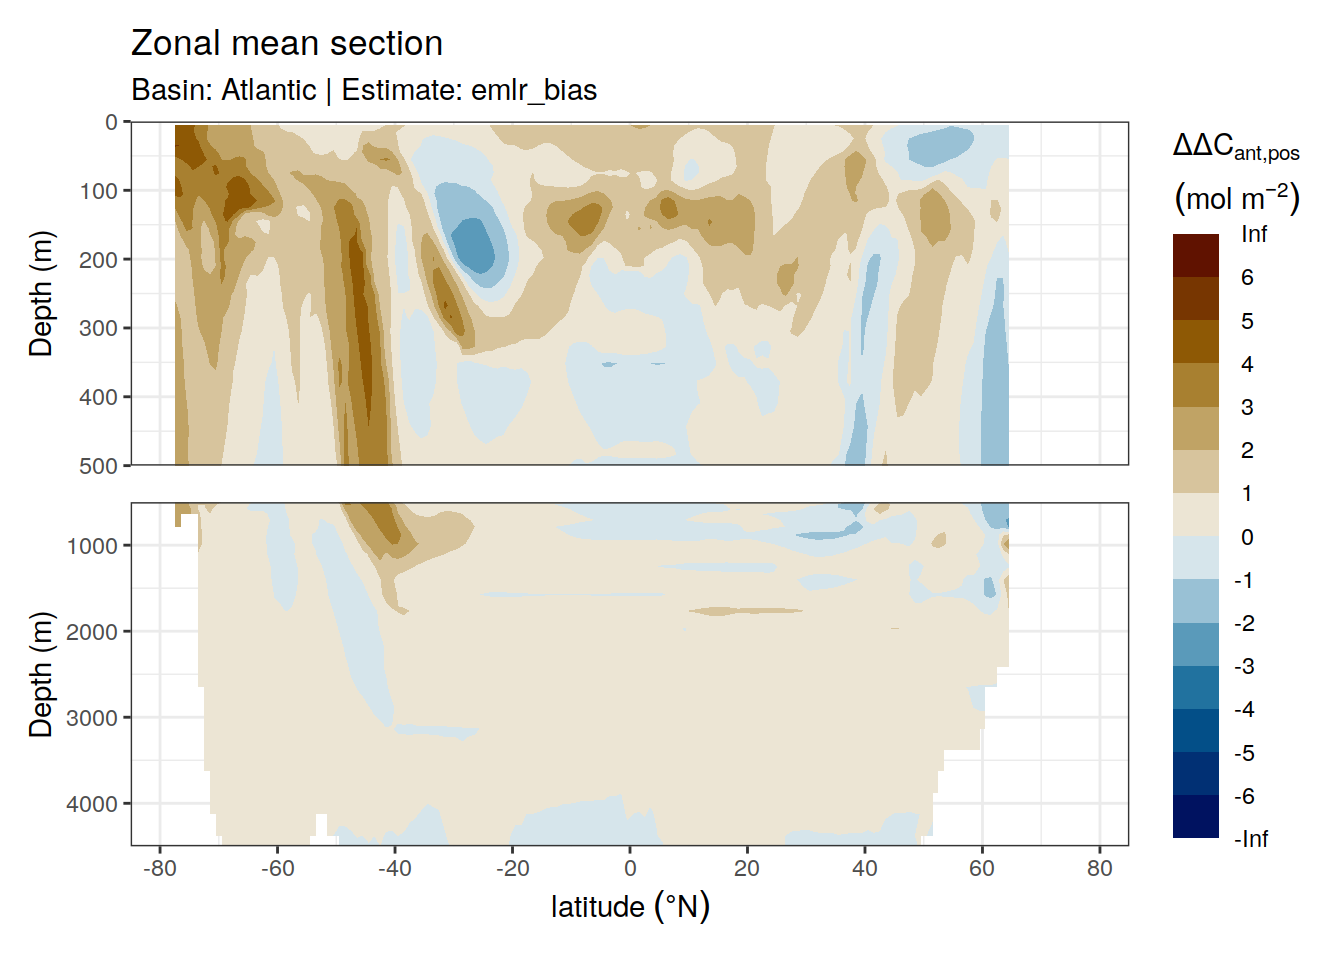 Zonal mean section
Basin: Atlantic | Estimate: emlr_bias
Depth (m)
0
100
200
300
400
500
Depth (m)
1000
2000
3000
4000
-80 -60 -40 -20 0 20 40 60 80
latitude (°N)
ΔΔC_ant,pos
(mol m⁻²)
Inf
6
5
4
3
2
1
0
-1
-2
-3
-4
-5
-6
-Inf